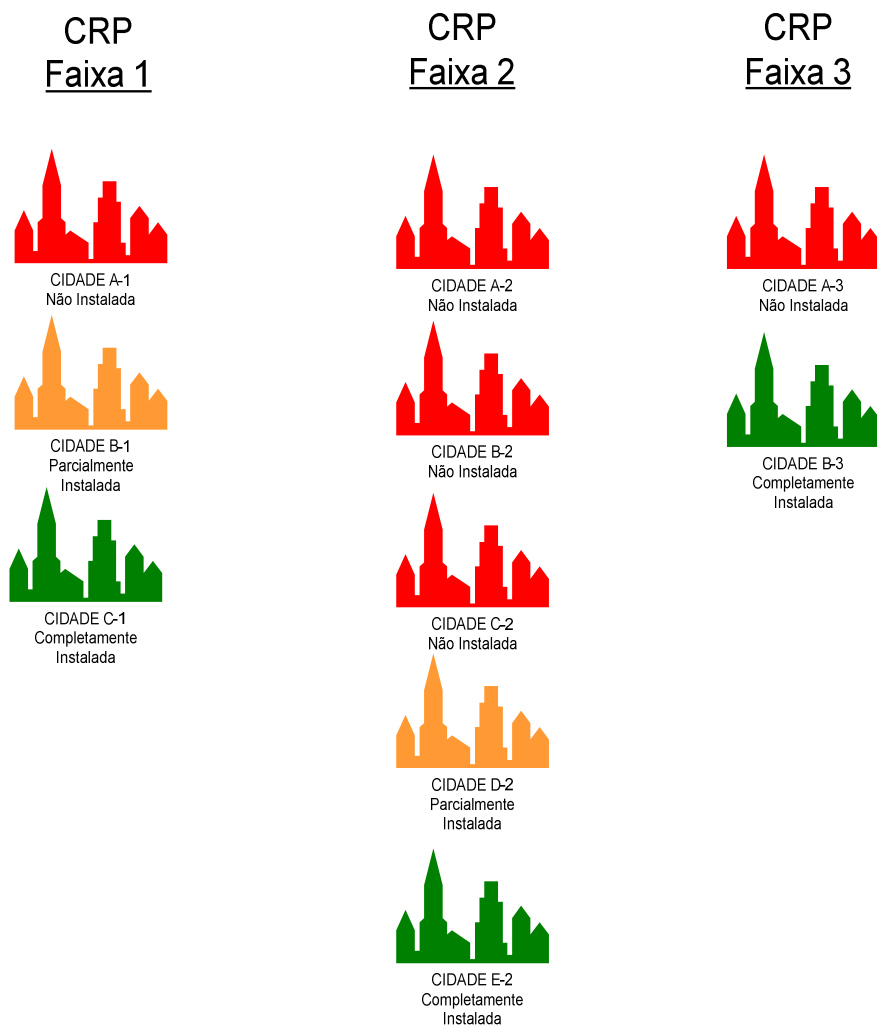 CRP
Faixa 1
CIDADE A-1
Não Instalada
CIDADE B-1
Parcialmente
Instalada
CIDADE C-1
Completamente
Instalada
CRP
Faixa 2
CIDADE A-2
Não Instalada
CIDADE B-2
Não Instalada
CIDADE C-2
Não Instalada
CIDADE D-2
Parcialmente
Instalada
CIDADE E-2
Completamente
Instalada
CRP
Faixa 3
CIDADE A-3
Não Instalada
CIDADE B-3
Completamente
Instalada